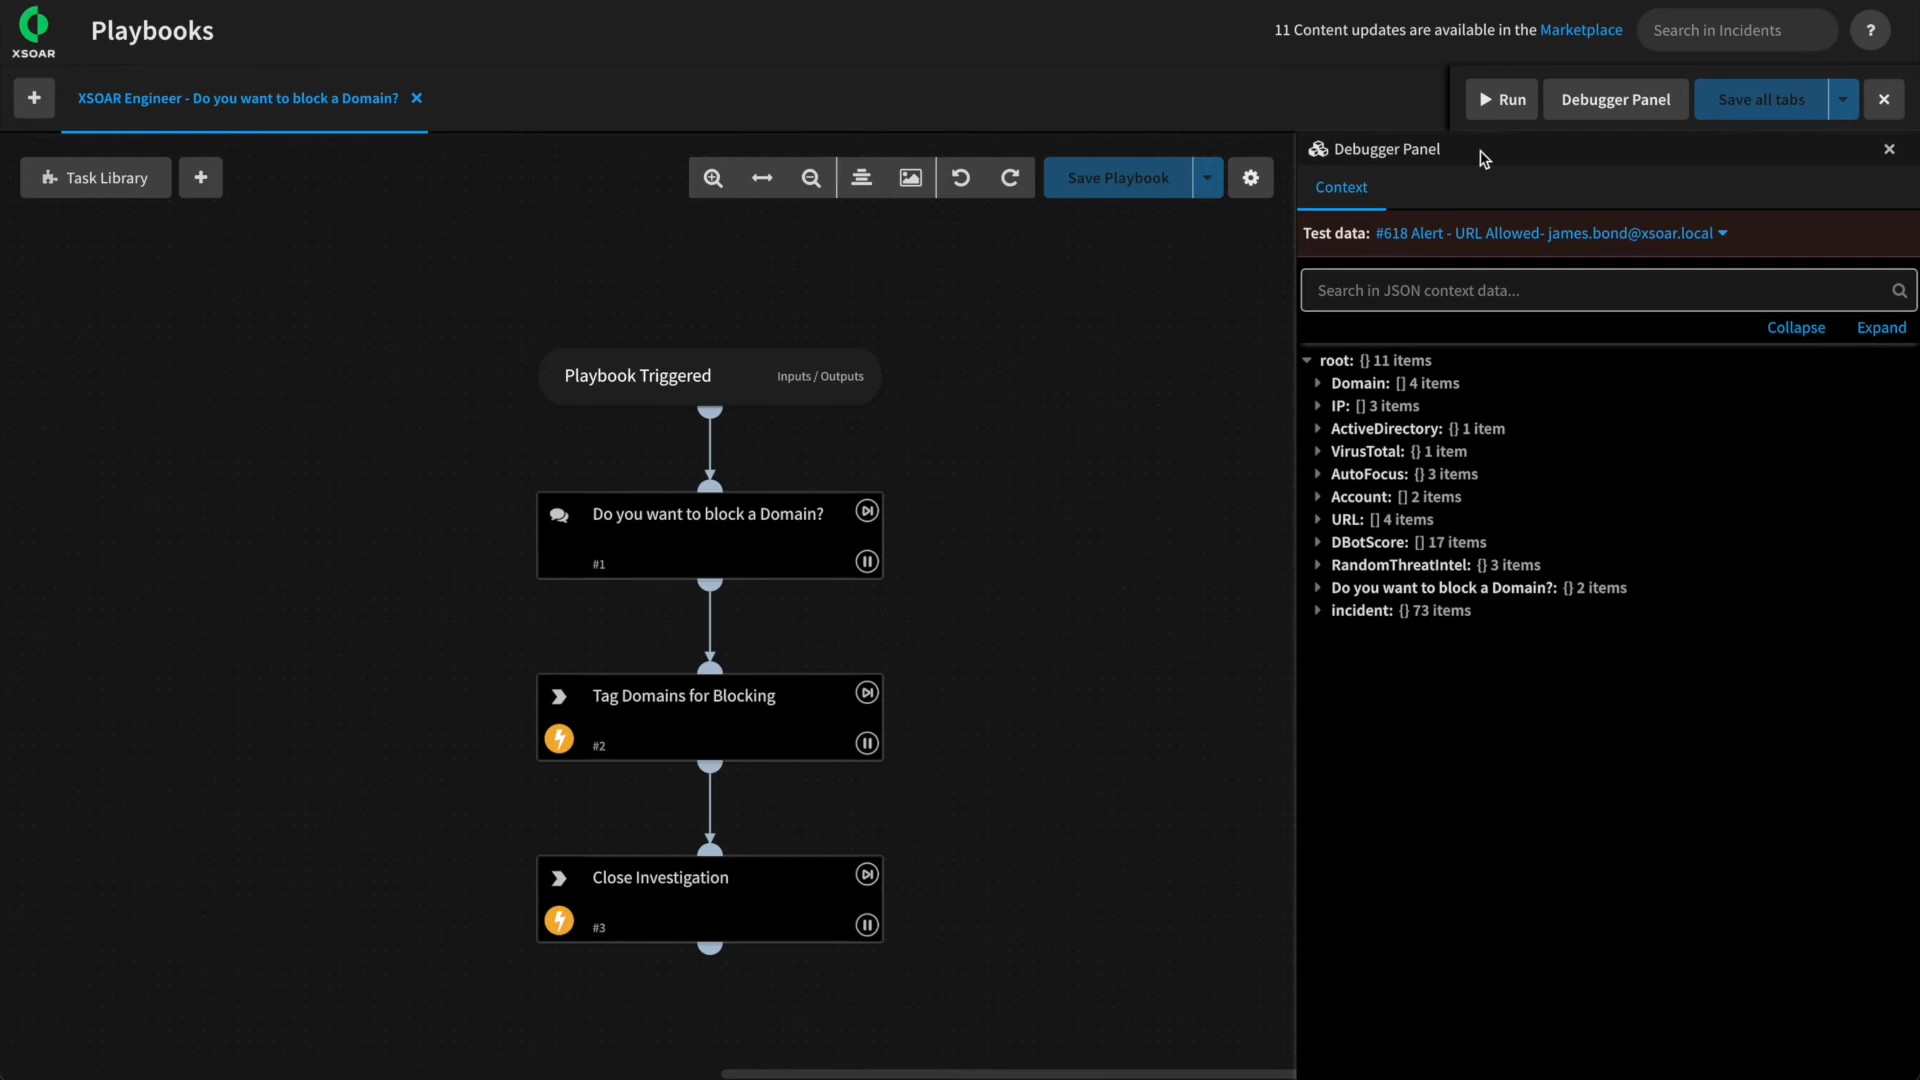 XSOAR
Playbooks
11 Content updates are available in the Marketplace
Search in Incidents
?
+
XSOAR Engineer - Do you want to block a Domain?
Run
Debugger Panel
Save all tabs
Task Library
+
Save Playbook
Debugger Panel
Context
Test data: #618 Alert - URL Allowed- james.bond@xsoar.local
Search in JSON context data...
Collapse
Expand
root: {} 11 items
Domain: [] 4 items
IP: [] 3 items
ActiveDirectory: {} 1 item
VirusTotal: {} 1 item
AutoFocus: {} 3 items
Account: [] 2 items
URL: [] 4 items
DBotScore: [] 17 items
RandomThreatIntel: {} 3 items
Do you want to block a Domain?: {} 2 items
incident: {} 73 items
Playbook Triggered
Inputs / Outputs
Do you want to block a Domain?
#1
Tag Domains for Blocking
#2
Close Investigation
#3